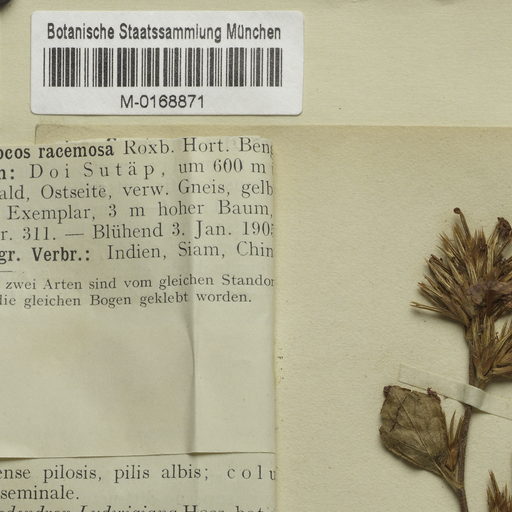 Botanische Staatssammlung München
M-0168871
ocos racemosa Roxb. Hort. Beng
n: Doi Sutäp, um 600 m
ald, Ostseite, verw. Gneis, gelb
Exemplar, 3 m hoher Baum,
r. 311. — Blühend 3. Jan. 190
gr. Verbr.: Indien, Siam, Chin
zwei Arten sind vom gleichen Standor
die gleichen Bogen geklebt worden.
ense pilosis, pilis albis; colu
seminale.